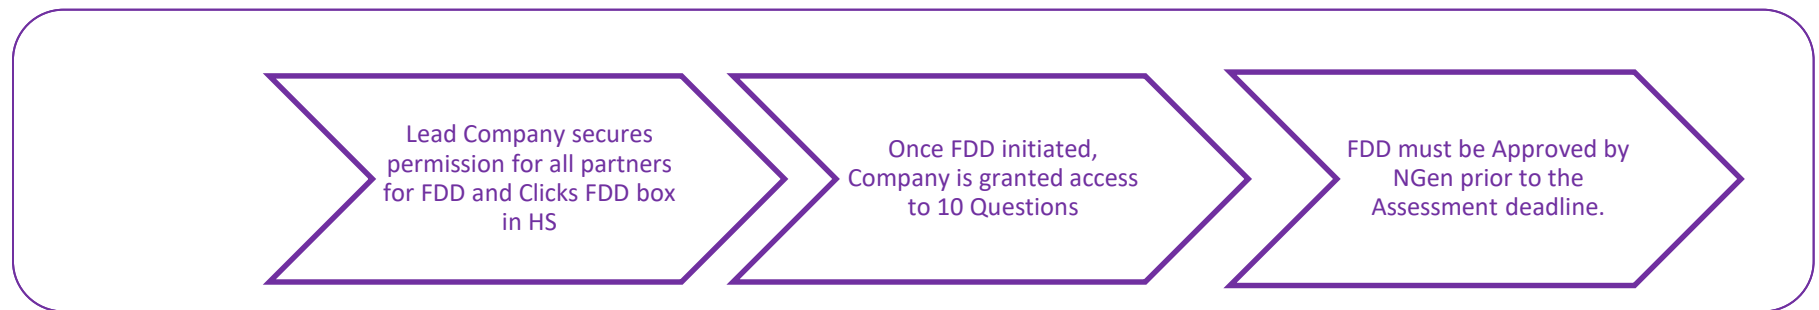 Lead Company secures
permission for all partners
for FDD and Clicks FDD box
in HS
Once FDD initiated,
Company is granted access
to 10 Questions
FDD must be Approved by
NGen prior to the
Assessment deadline.